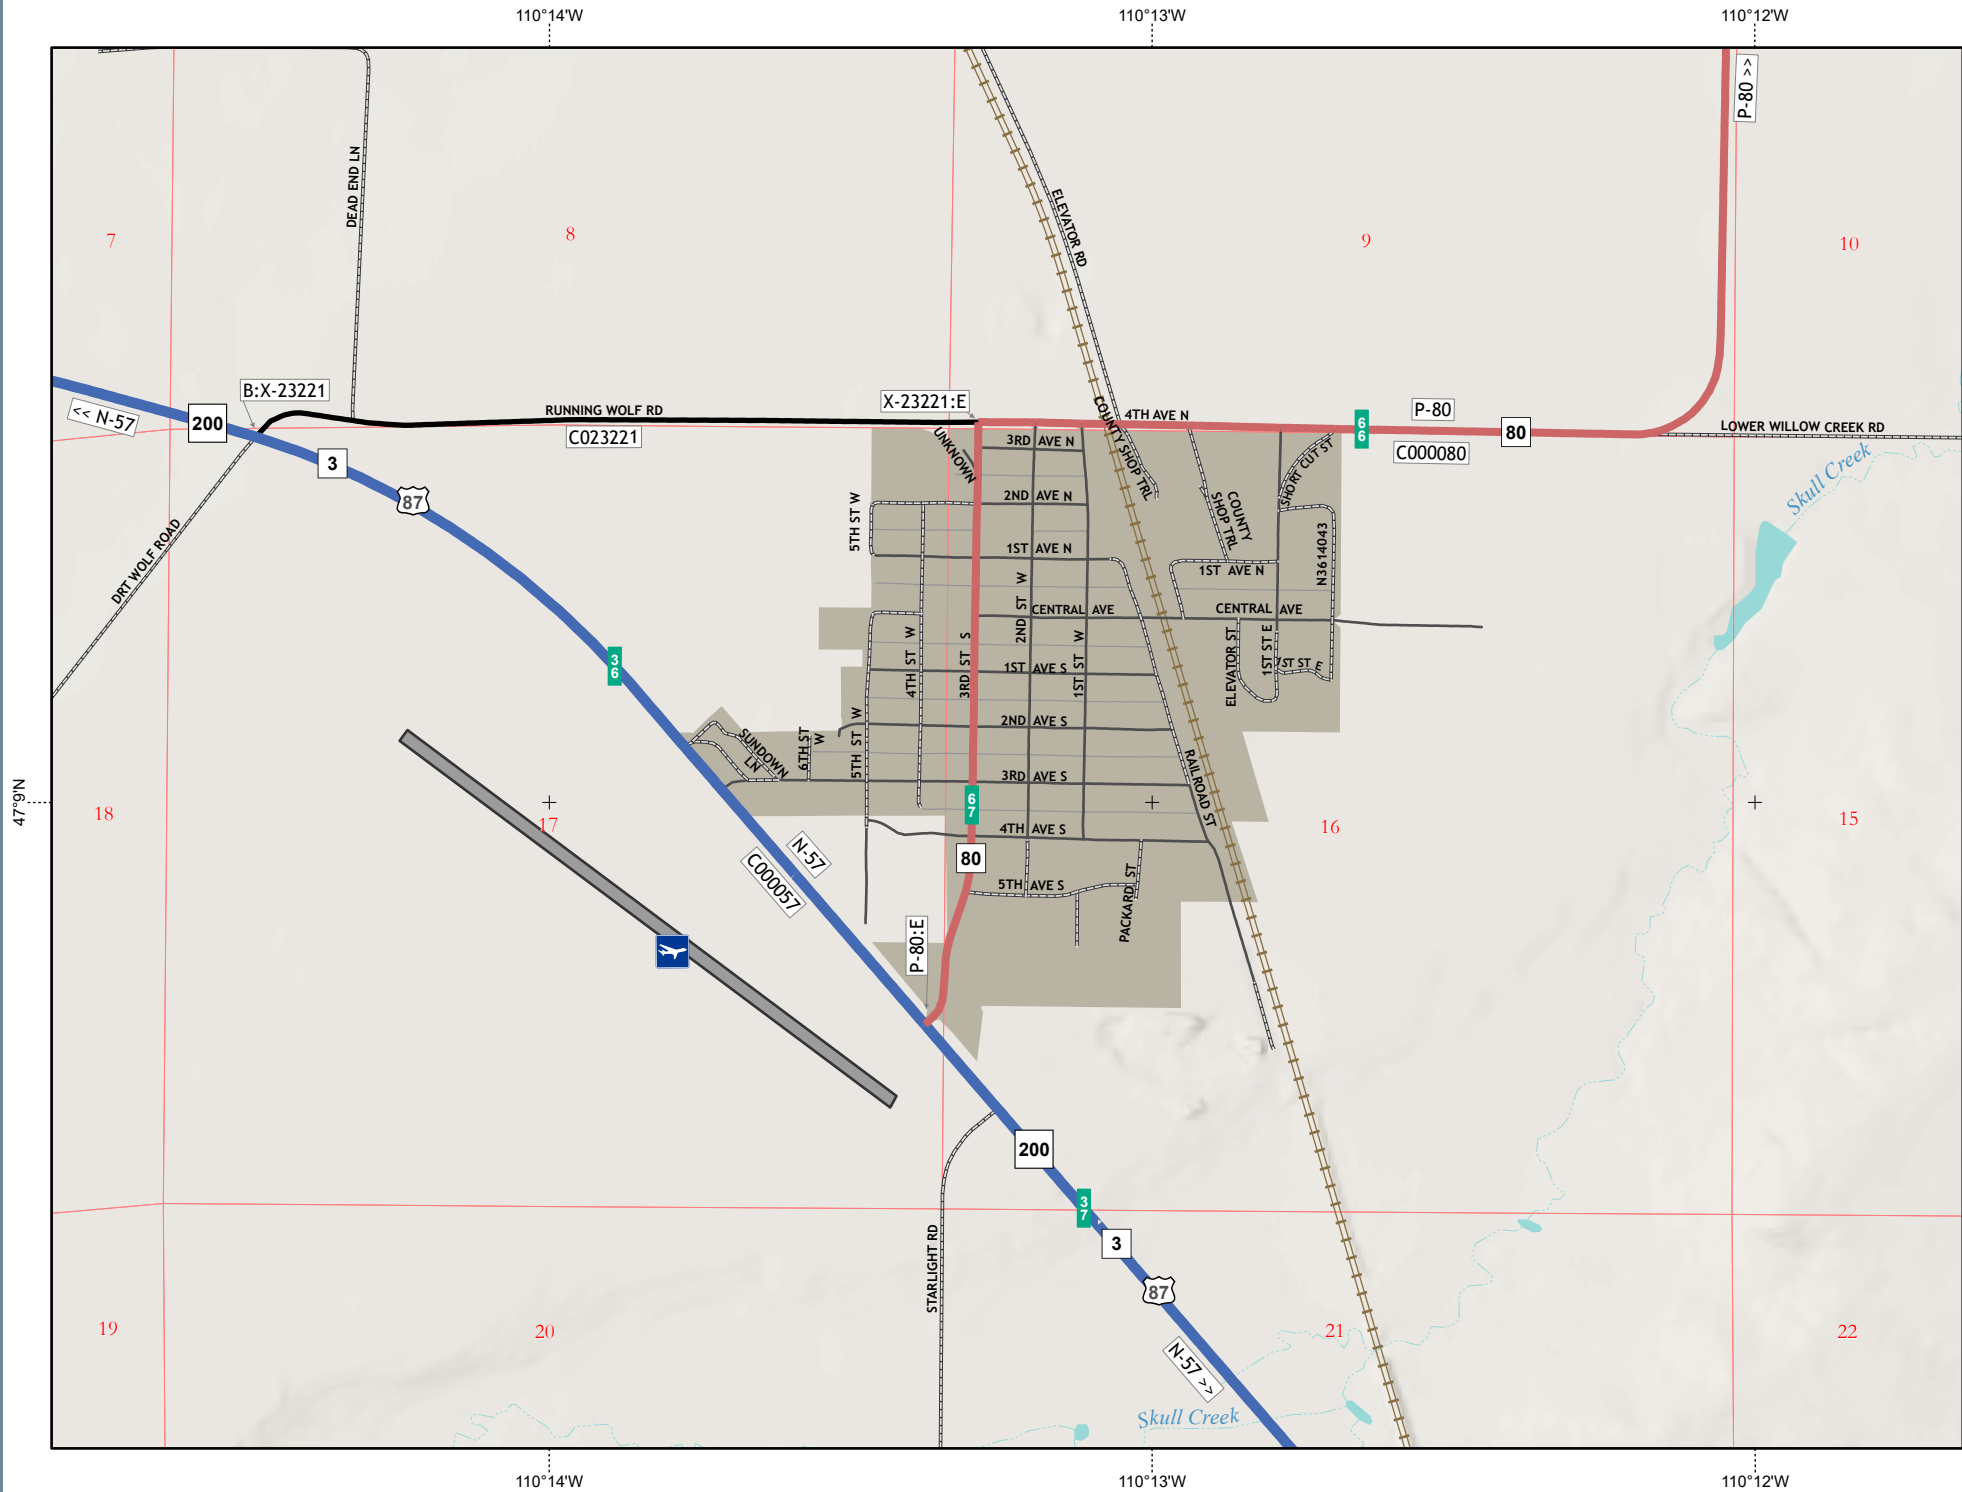 110°14'W
110°13'W
110°12'W
P-80 >>
DEAD END LN
ELEVATOR RD
7
8
9
10
<< N-57
200
B:X-23221
RUNNING WOLF RD
C023221
X-23221:E
4TH AVE N
P-80
66
80
C000080
LOWER WILLOW CREEK RD
3
87
UNKNOWN
3RD AVE N
COUNTY SHOP TRL
SHORT CUT ST
Skull Creek
5TH ST W
2ND AVE N
COUNTY
SHOP TRL
N3614043
DRT WOLF ROAD
1ST AVE N
1ST AVE N
2ND ST W
CENTRAL AVE
CENTRAL AVE
36
4TH ST W
3RD ST S
1ST ST W
1ST AVE S
ELEVATOR ST
1ST ST E
1ST ST E
2ND AVE S
SUNDOWN
LN
6TH ST
W
5TH ST W
3RD AVE S
RAILROAD ST
47°9'N
18
17
67
16
15
4TH AVE S
80
N-57
C000057
5TH AVE S
PACKARD ST
P-80:E
200
37
3
STARLIGHT RD
87
19
20
21
22
N-57 >>
Skull Creek
110°14'W
110°13'W
110°12'W